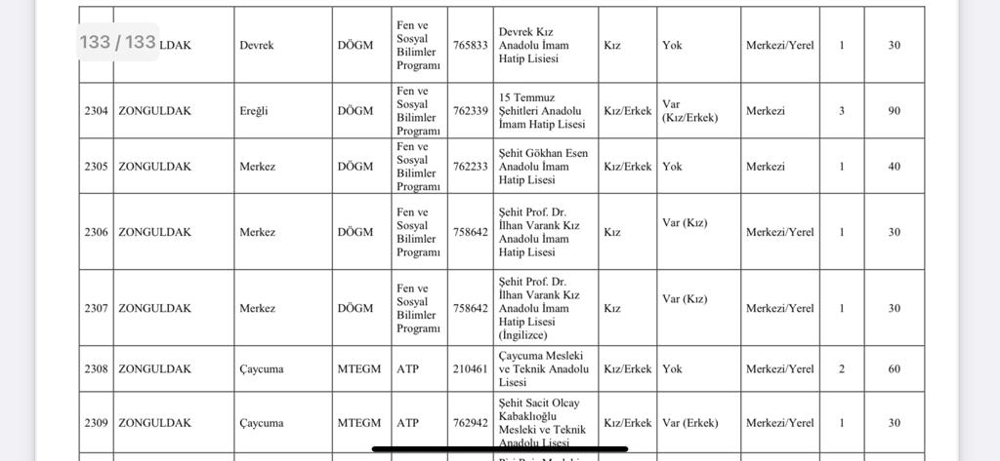 133 / 133 LDAK Devrek DÖGM Fen ve Sosyal Bilimler Programı 765833 Devrek Kız Anadolu İmam Hatip Lisiesi Kız Yok Merkezi/Yerel 1 30
2304 ZONGULDAK Ereğli DÖGM Fen ve Sosyal Bilimler Programı 762339 15 Temmuz Şehitleri Anadolu İmam Hatip Lisesi Kız/Erkek Var (Kız/Erkek) Merkezi 3 90
2305 ZONGULDAK Merkez DÖGM Fen ve Sosyal Bilimler Programı 762233 Şehit Gökhan Esen Anadolu İmam Hatip Lisesi Kız/Erkek Yok Merkezi 1 40
2306 ZONGULDAK Merkez DÖGM Fen ve Sosyal Bilimler Programı 758642 Şehit Prof. Dr. İlhan Varank Kız Anadolu İmam Hatip Lisesi Kız Var (Kız) Merkezi/Yerel 1 30
2307 ZONGULDAK Merkez DÖGM Fen ve Sosyal Bilimler Programı 758642 Şehit Prof. Dr. İlhan Varank Kız Anadolu İmam Hatip Lisesi (İngilizce) Kız Var (Kız) Merkezi/Yerel 1 30
2308 ZONGULDAK Çaycuma MTEGM ATP 210461 Çaycuma Mesleki ve Teknik Anadolu Lisesi Kız/Erkek Yok Merkezi/Yerel 2 60
2309 ZONGULDAK Çaycuma MTEGM ATP 762942 Şehit Sacit Olcay Kabaklıoğlu Mesleki ve Teknik Anadolu Lisesi Kız/Erkek Var (Erkek) Merkezi/Yerel 1 30